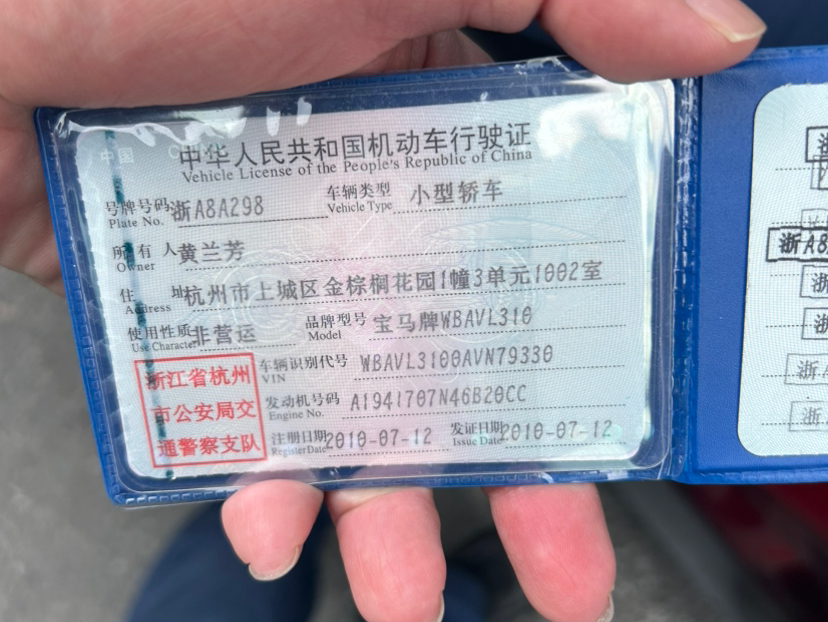 中华人民共和国机动车行驶证
Vehicle License of the People's Republic of China
号牌号码 浙A8A298 车辆类型 小型轿车
Plate No. Vehicle Type
所有人 黄兰芳
Owner
住址 杭州市上城区金棕榈花园1幢3单元1002室
Address
使用性质 非营运 品牌型号 宝马牌WBAVL310
Use Character Model
浙江省杭州
市公安局交
通警察支队
车辆识别代号 WBAVL3100AVN79330
VIN
发动机号码 A1941707N46B20CC
Engine No.
注册日期 2010-07-12 发证日期 2010-07-12
Register Date Issue Date
浙A8